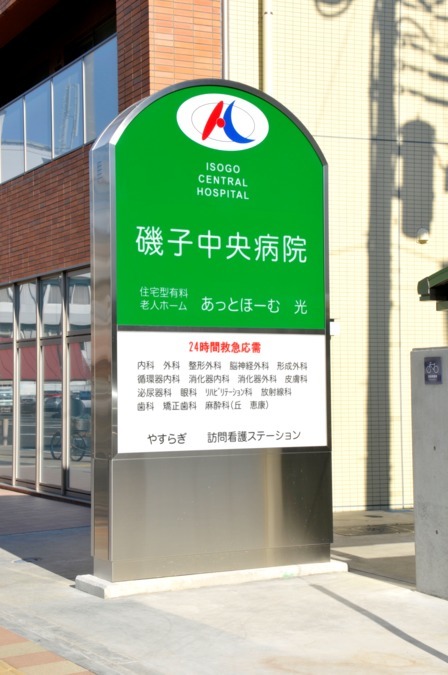 ISOGO
CENTRAL
HOSPITAL
磯子中央病院
住宅型有料
老人ホーム あっとほーむ 光
24時間救急応需
内科 外科 整形外科 脳神経外科 形成外科
循環器内科 消化器内科 消化器外科 皮膚科
泌尿器科 眼科 リハビリテーション科 放射線科
歯科 矯正歯科 麻酔科(丘 恵康)
やすらぎ 訪問看護ステーション